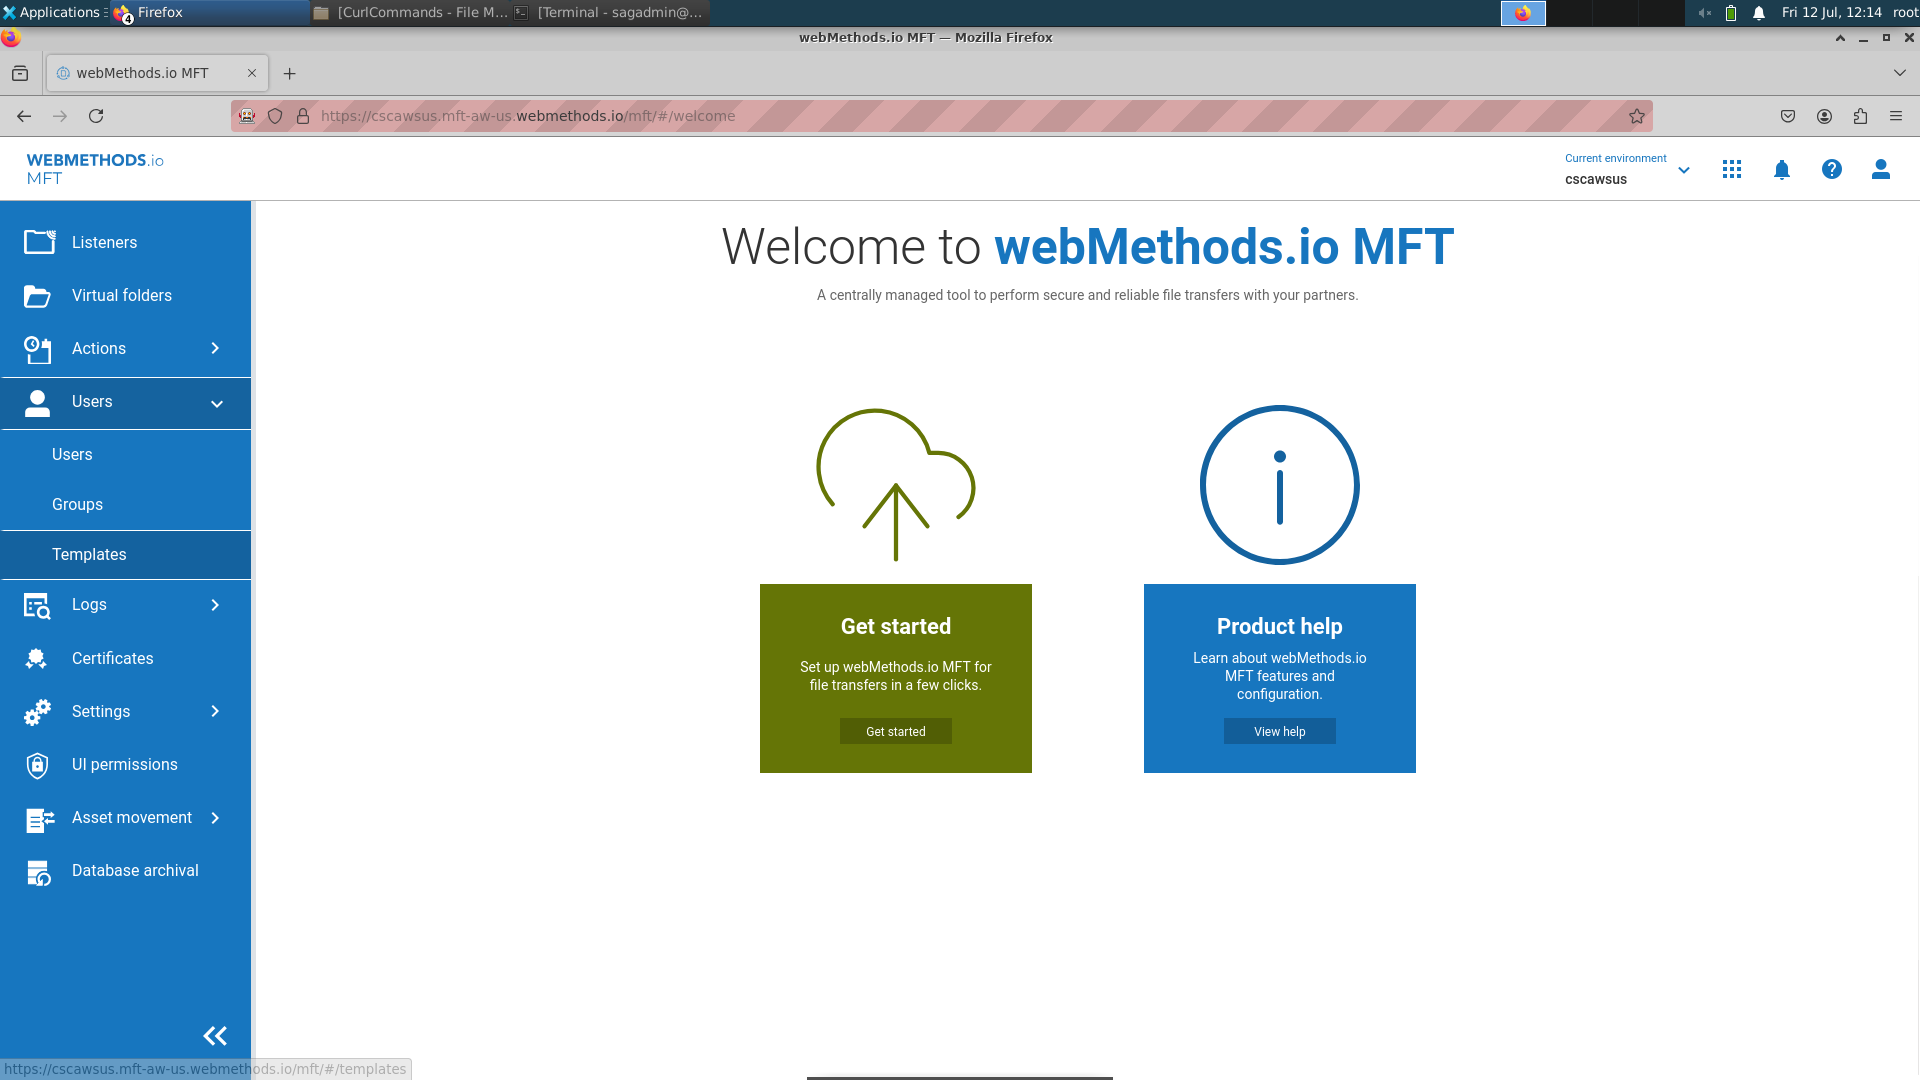 Applications
4
Firefox
[CurlCommands - File M...
[Terminal - sagadmin@...
Fri 12 Jul, 12:14
root
webMethods.io MFT — Mozilla Firefox
webMethods.io MFT
https://cscawsus.mft-aw-us.webmethods.io/mft/#/welcome
WEBMETHODS.io
MFT
Current environment
cscawsus
Listeners
Virtual folders
Actions
Users
Users
Groups
Templates
Logs
Certificates
Settings
UI permissions
Asset movement
Database archival
Welcome to webMethods.io MFT
A centrally managed tool to perform secure and reliable file transfers with your partners.
Get started
Set up webMethods.io MFT for
file transfers in a few clicks.
Get started
Product help
Learn about webMethods.io
MFT features and
configuration.
View help
https://cscawsus.mft-aw-us.webmethods.io/mft/#/templates